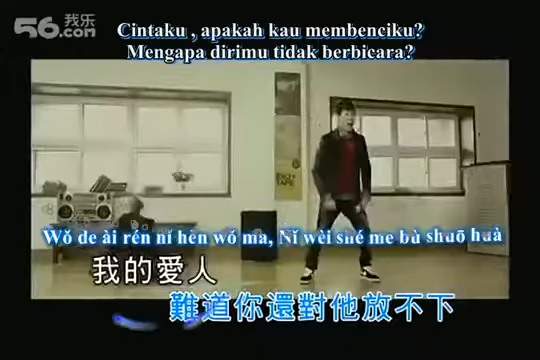 56 我乐
.com
Cintaku , apakah kau membenciku?
Mengapa dirimu tidak berbicara?
Wǒ de ài rén nǐ hèn wǒ ma, Nǐ wèi shé me bù shuō huà
我的愛人
難道你還對他放不下